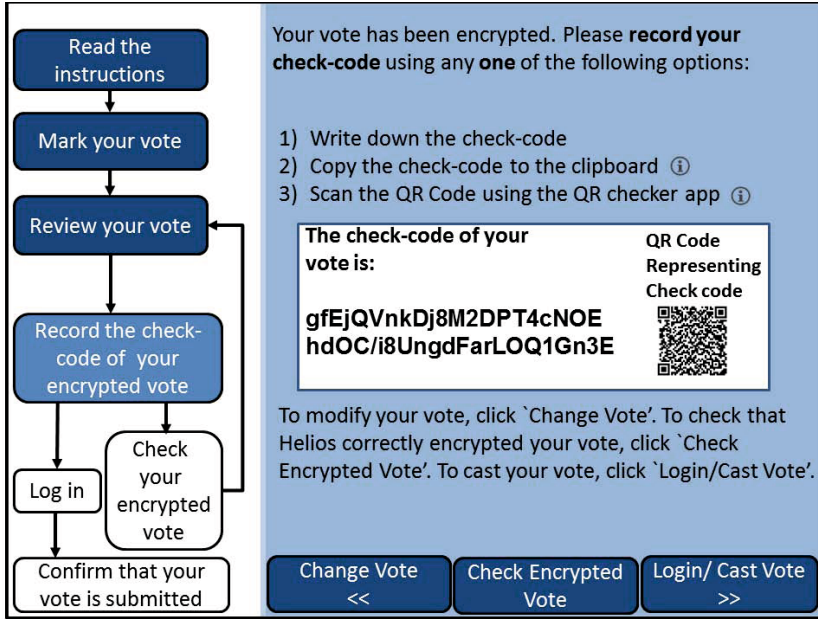 Read the
instructions
Mark your vote
Review your vote
Record the check-
code of your
encrypted vote
Check
your
encrypted
vote
Log in
Confirm that your
vote is submitted
Your vote has been encrypted. Please record your
check-code using any one of the following options:
1) Write down the check-code
2) Copy the check-code to the clipboard ⓘ
3) Scan the QR Code using the QR checker app ⓘ
The check-code of your
vote is:
gfEjQVnkDj8M2DPT4cNOE
hdOC/i8UngdFarLOQ1Gn3E
QR Code
Representing
Check code
To modify your vote, click `Change Vote’. To check that
Helios correctly encrypted your vote, click `Check
Encrypted Vote’. To cast your vote, click `Login/Cast Vote’.
Change Vote
<<
Check Encrypted
Vote
Login/ Cast Vote
>>